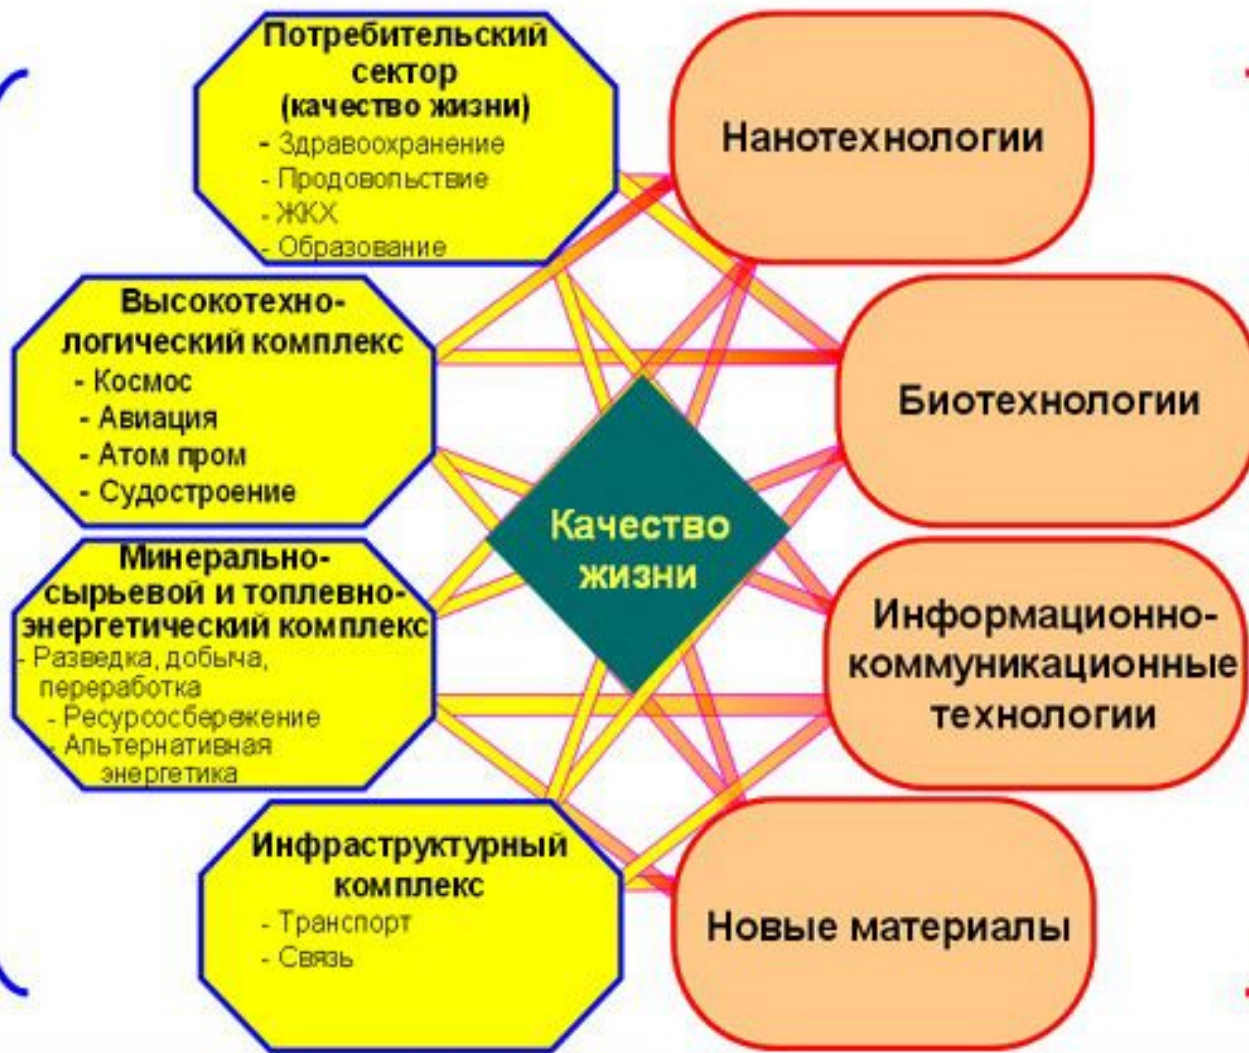 Потребительский
сектор
(качество жизни)
- Здравоохранение
- Продовольствие
- ЖКХ
- Образование
Высокотехно-
логический комплекс
- Космос
- Авиация
- Атом пром
- Судостроение
Минерально-
сырьевой и топлевно-
энергетический комплекс
- Разведка, добыча,
переработка
- Ресурсосбережение
- Альтернативная
энергетика
Инфраструктурный
комплекс
- Транспорт
- Связь
Качество
жизни
Нанотехнологии
Биотехнологии
Информационно-
коммуникационные
технологии
Новые материалы